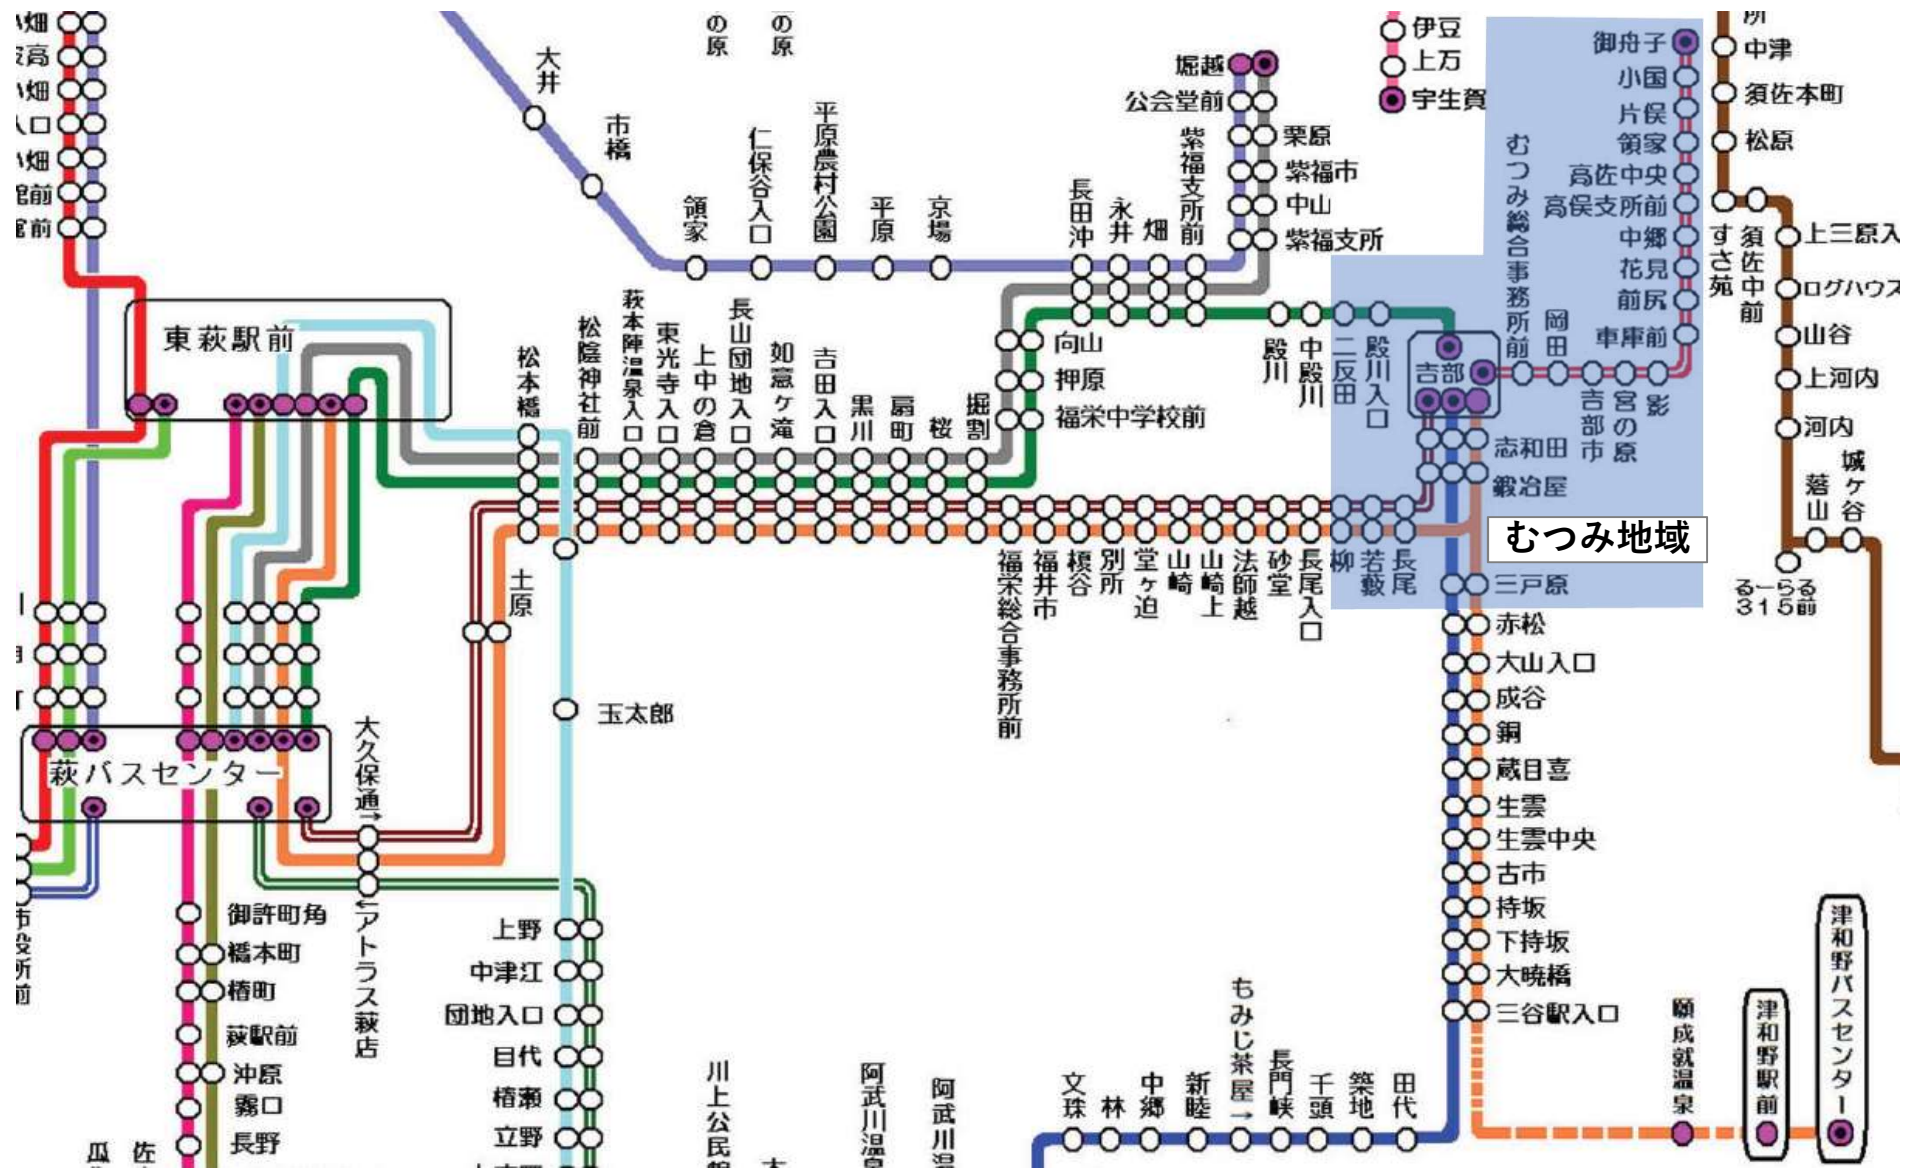 大井
市橋
の原
の原
領家
仁保谷入口
平原農村公園
平原
京場
長田沖
永井
畑
紫福支所前
堀越
公会堂前
栗原
紫福市
中山
紫福支所
伊豆
上万
宇生賀
御舟子
小国
片俣
領家
高佐中央
高俣支所前
中郷
花見
前尻
車庫前
むつみ総合事務所前
岡田
吉部市
宮の原
影
吉部
中津
須佐本町
松原
すさ苑
須佐中前
上三原入
ログハウス
山谷
上河内
河内
城ヶ谷
落山
るーらる315前
東萩駅前
松本橋
松陰神社前
萩本陣温泉入口
東光寺入口
上中の倉
長山団地入口
如意ヶ滝
吉田入口
黒川
扇町
桜
堀割
向山
押原
福栄中学校前
殿川
中殿川
二反田
殿川入口
志和田
鍛冶屋
むつみ地域
土原
福栄総合事務所前
福井市
榎谷
別所
堂ヶ迫
山崎
山崎上
法師越
砂堂
長尾入口
柳
若藪
長尾
三戸原
赤松
大山入口
成谷
銅
蔵目喜
生雲
生雲中央
古市
持坂
下持坂
大暁橋
三谷駅入口
願成就温泉
津和野駅前
津和野バスセンター
玉太郎
萩バスセンター
大久保通→
←アトラス萩店
市役所前
御許町角
橋本町
椿町
萩駅前
沖原
霧口
長野
上野
中津江
団地入口
目代
椿瀬
立野
川上公民館
阿武川温泉
阿武川温
文珠
林
中郷
新睦
もみじ茶屋→
長門峡
千頭
築地
田代